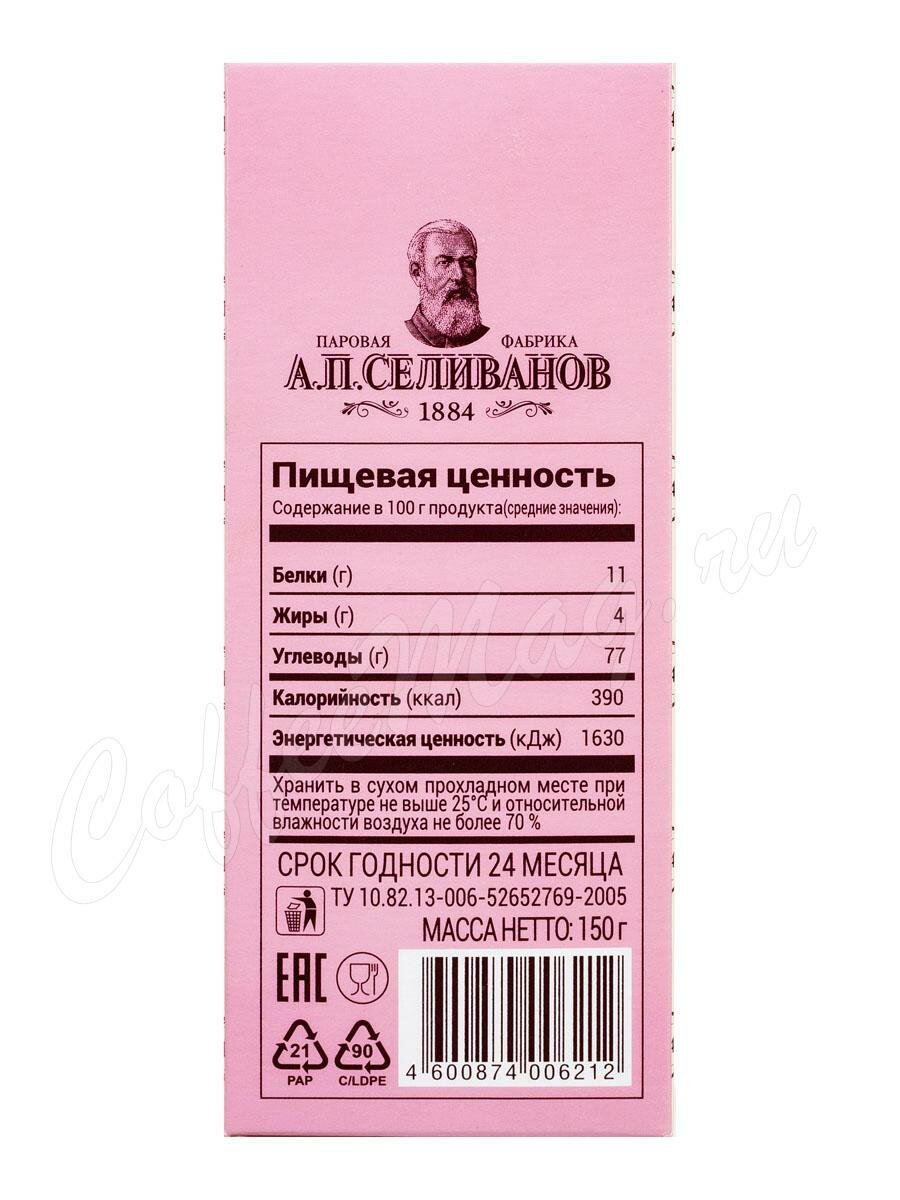 ПАРОВАЯ ФАБРИКА
А.П.СЕЛИВАНОВ
1884
Пищевая ценность
Содержание в 100 г продукта(средние значения):
Белки (г) 11
Жиры (г) 4
Углеводы (г) 77
Калорийность (ккал) 390
Энергетическая ценность (кДж) 1630
Хранить в сухом прохладном месте при
температуре не выше 25°С и относительной
влажности воздуха не более 70 %
СРОК ГОДНОСТИ 24 МЕСЯЦА
ТУ 10.82.13-006-52652769-2005
МАССА НЕТТО: 150 г
EAC
21 90
PAP C/LDPE
4 600874 006212
CoffeeMag.ru